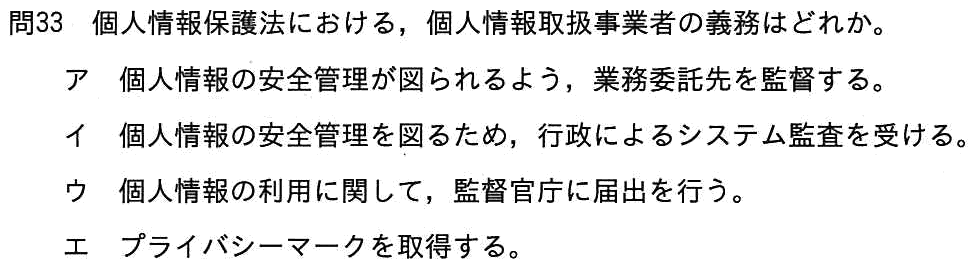 問33 個人情報保護法における，個人情報取扱事業者の義務はどれか。
ア 個人情報の安全管理が図られるよう，業務委託先を監督する。
イ 個人情報の安全管理を図るため，行政によるシステム監査を受ける。
ウ 個人情報の利用に関して，監督官庁に届出を行う。
エ プライバシーマークを取得する。